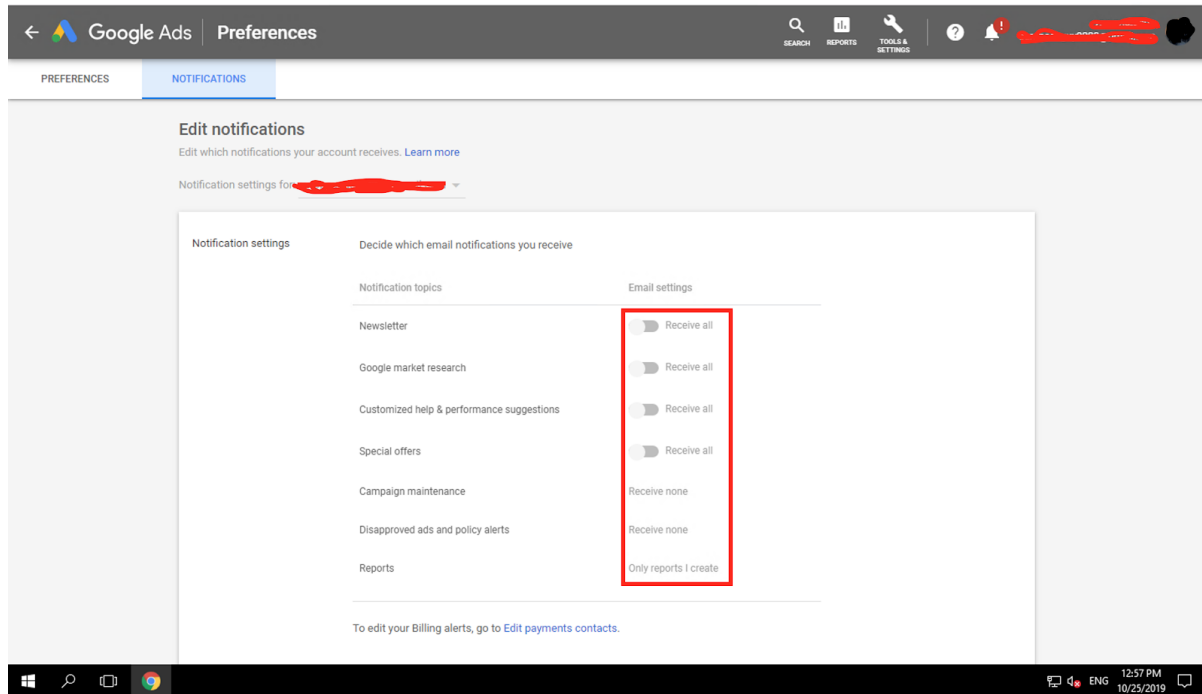 Google Ads Preferences
SEARCH
REPORTS
TOOLS &
SETTINGS
PREFERENCES NOTIFICATIONS
Edit notifications
Edit which notifications your account receives. Learn more
Notification settings for
Notification settings Decide which email notifications you receive
Notification topics Email settings
Newsletter Receive all
Google market research Receive all
Customized help & performance suggestions Receive all
Special offers Receive all
Campaign maintenance Receive none
Disapproved ads and policy alerts Receive none
Reports Only reports I create
To edit your Billing alerts, go to Edit payments contacts.
ENG
12:57 PM
10/25/2019